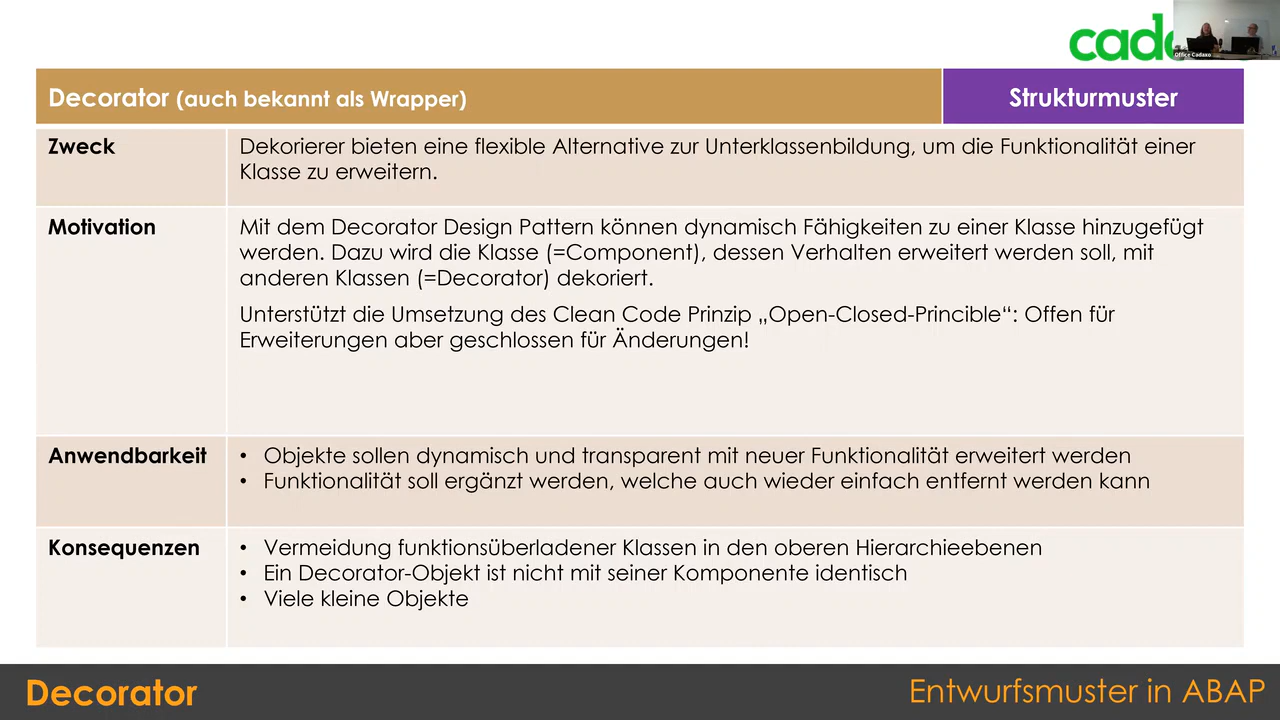 Office Cadaxo
Decorator (auch bekannt als Wrapper)
Strukturmuster
Zweck
Dekorierer bieten eine flexible Alternative zur Unterklassenbildung, um die Funktionalität einer
Klasse zu erweitern.
Motivation
Mit dem Decorator Design Pattern können dynamisch Fähigkeiten zu einer Klasse hinzugefügt
werden. Dazu wird die Klasse (=Component), dessen Verhalten erweitert werden soll, mit
anderen Klassen (=Decorator) dekoriert.
Unterstützt die Umsetzung des Clean Code Prinzip „Open-Closed-Princible“: Offen für
Erweiterungen aber geschlossen für Änderungen!
Anwendbarkeit
• Objekte sollen dynamisch und transparent mit neuer Funktionalität erweitert werden
• Funktionalität soll ergänzt werden, welche auch wieder einfach entfernt werden kann
Konsequenzen
• Vermeidung funktionsüberladener Klassen in den oberen Hierarchieebenen
• Ein Decorator-Objekt ist nicht mit seiner Komponente identisch
• Viele kleine Objekte
Decorator
Entwurfsmuster in ABAP